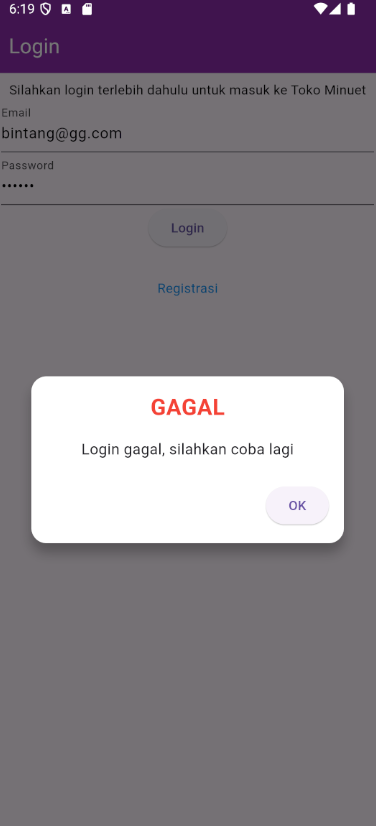 6:19
Login
Silahkan login terlebih dahulu untuk masuk ke Toko Minuet
Email
bintang@gg.com
Password
••••••
Login
Registrasi
GAGAL
Login gagal, silahkan coba lagi
OK